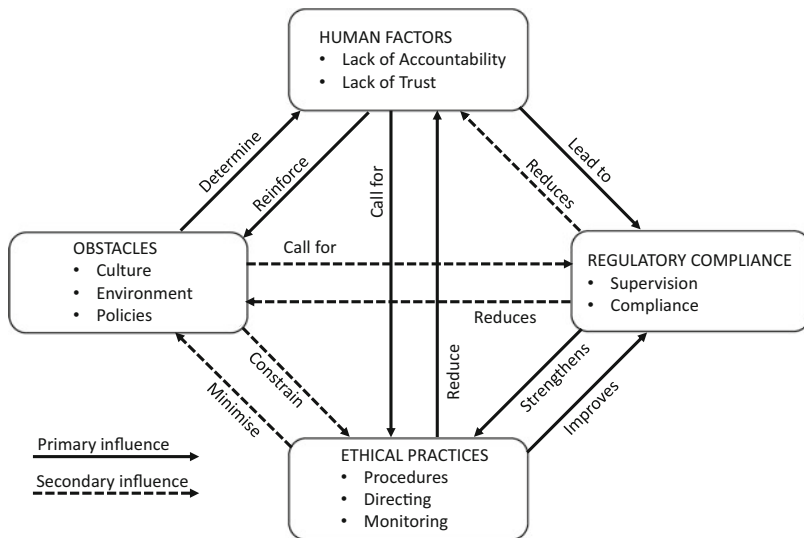 HUMAN FACTORS
• Lack of Accountability
• Lack of Trust
Determine
Reinforce
Call for
Reduces
Lead to
OBSTACLES
• Culture
• Environment
• Policies
Call for
Reduces
REGULATORY COMPLIANCE
• Supervision
• Compliance
Constrain
Minimise
Reduce
Strengthens
Improves
ETHICAL PRACTICES
• Procedures
• Directing
• Monitoring
Primary influence
Secondary influence